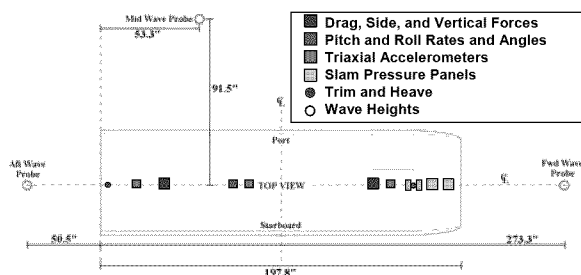 Mid Wave Probe
53.3"
91.5"
Drag, Side, and Vertical Forces
Pitch and Roll Rates and Angles
Triaxial Accelerometers
Slam Pressure Panels
Trim and Heave
Wave Heights
℄
Port
Aft Wave
Probe
TOP VIEW
℄
Fwd Wave
Probe
Starboard
50.5"
273.3"
197.8"